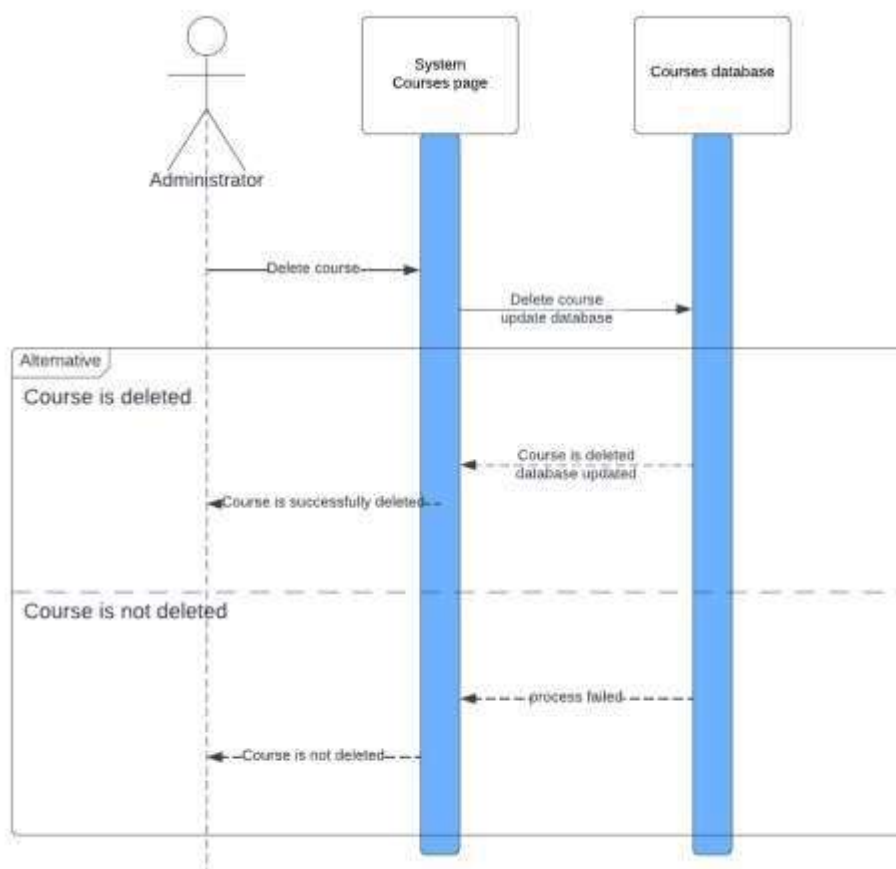 System
Courses page
Courses database
Administrator
Delete course
Delete course
update database
Alternative
Course is deleted
Course is deleted
database updated
Course is successfully deleted
Course is not deleted
process failed
Course is not deleted